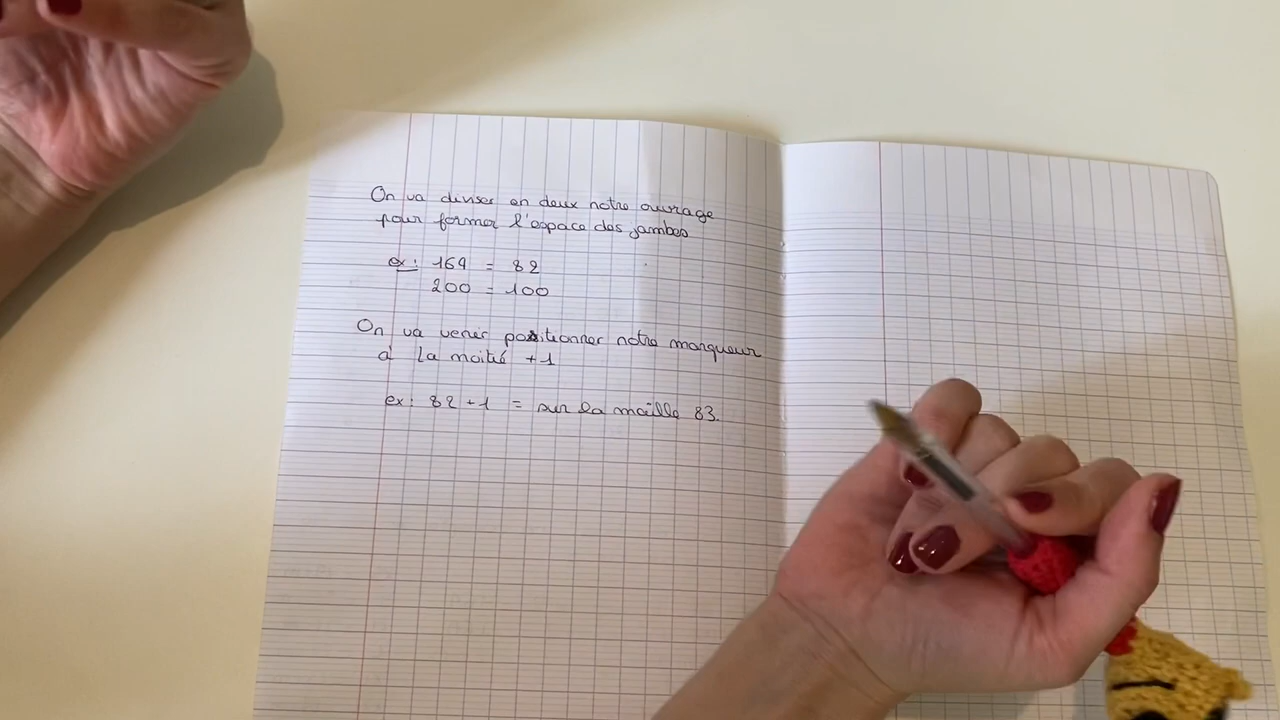 On va diviser en deux notre ouvrage
pour former l'espace des jambes
ex: 164 = 82
200 = 100
On va venir positionner notre marqueur
à la moitié +1
ex: 82 +1 = sur la maille 83.